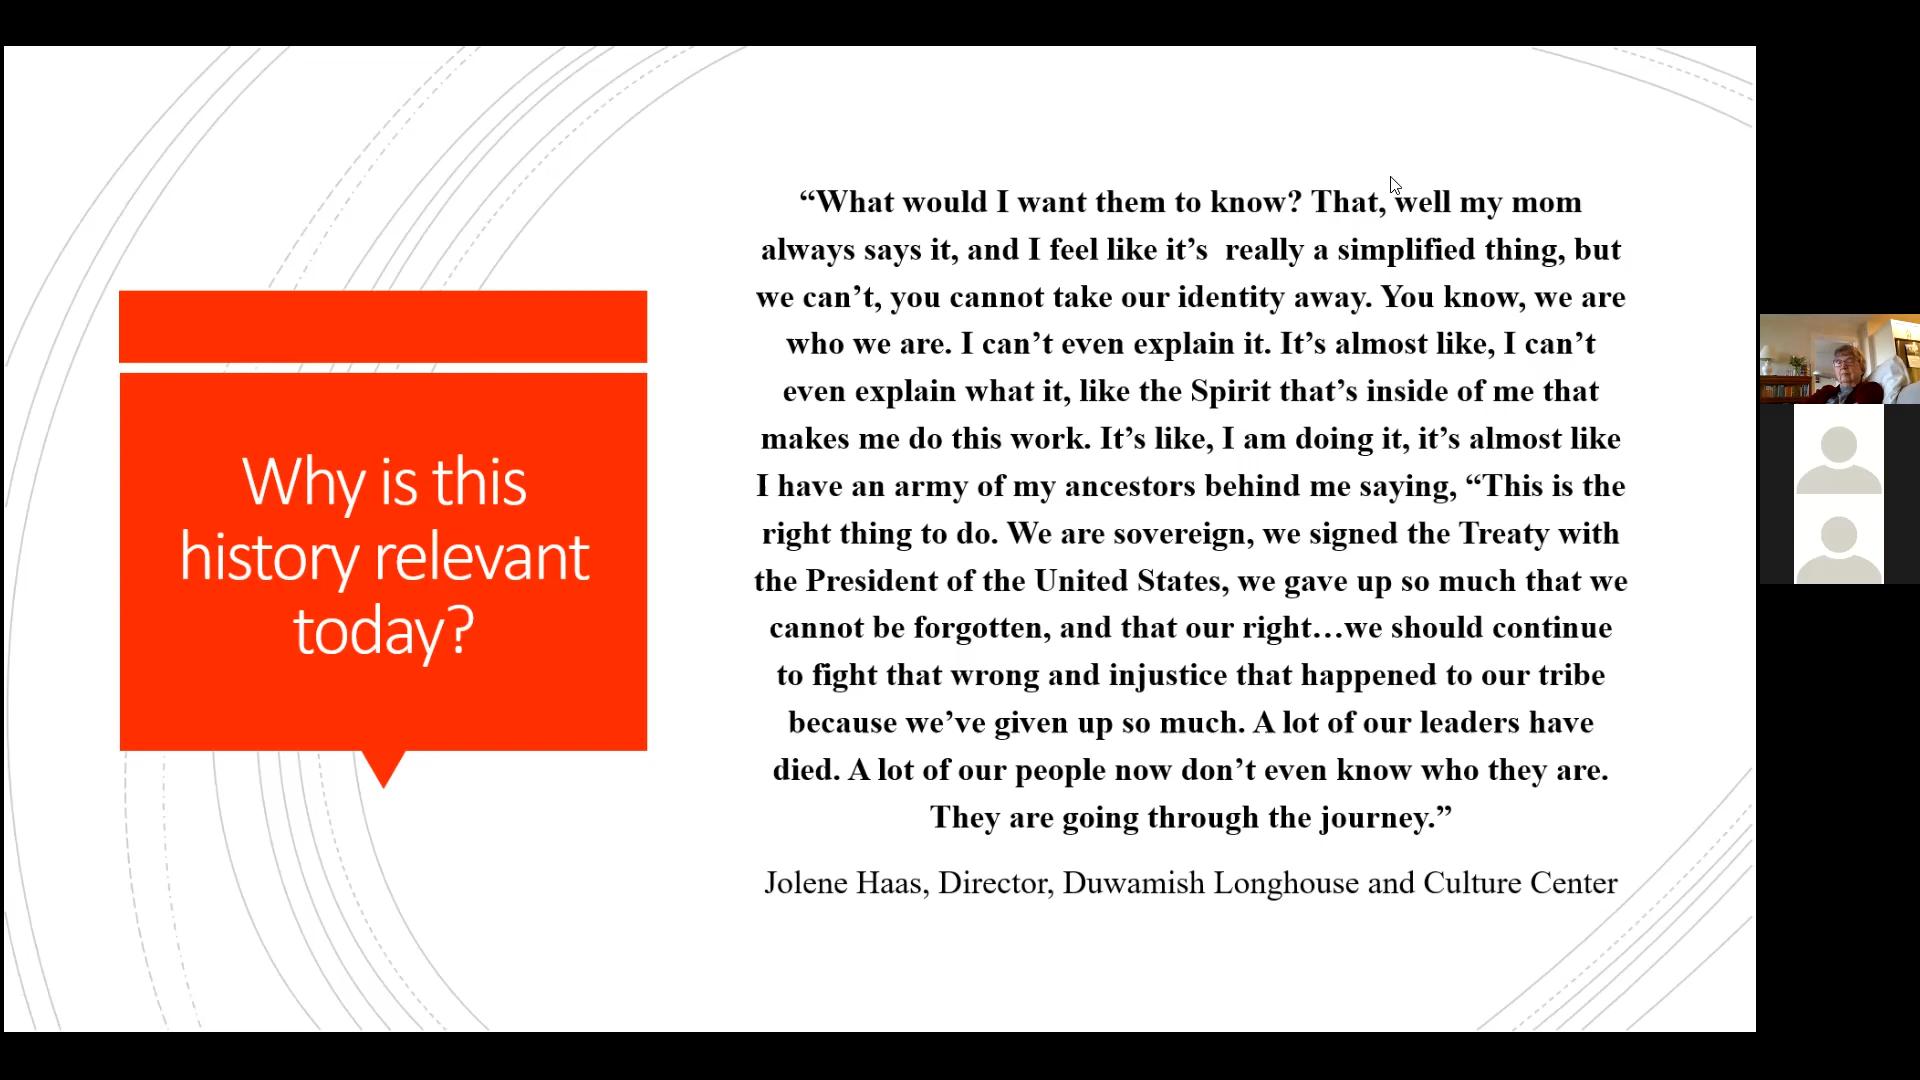 Why is this
history relevant
today?
“What would I want them to know? That, well my mom
always says it, and I feel like it’s  really a simplified thing, but
we can’t, you cannot take our identity away. You know, we are
who we are. I can’t even explain it. It’s almost like, I can’t
even explain what it, like the Spirit that’s inside of me that
makes me do this work. It’s like, I am doing it, it’s almost like
I have an army of my ancestors behind me saying, “This is the
right thing to do. We are sovereign, we signed the Treaty with
the President of the United States, we gave up so much that we
cannot be forgotten, and that our right…we should continue
to fight that wrong and injustice that happened to our tribe
because we’ve given up so much. A lot of our leaders have
died. A lot of our people now don’t even know who they are.
They are going through the journey.”
Jolene Haas, Director, Duwamish Longhouse and Culture Center